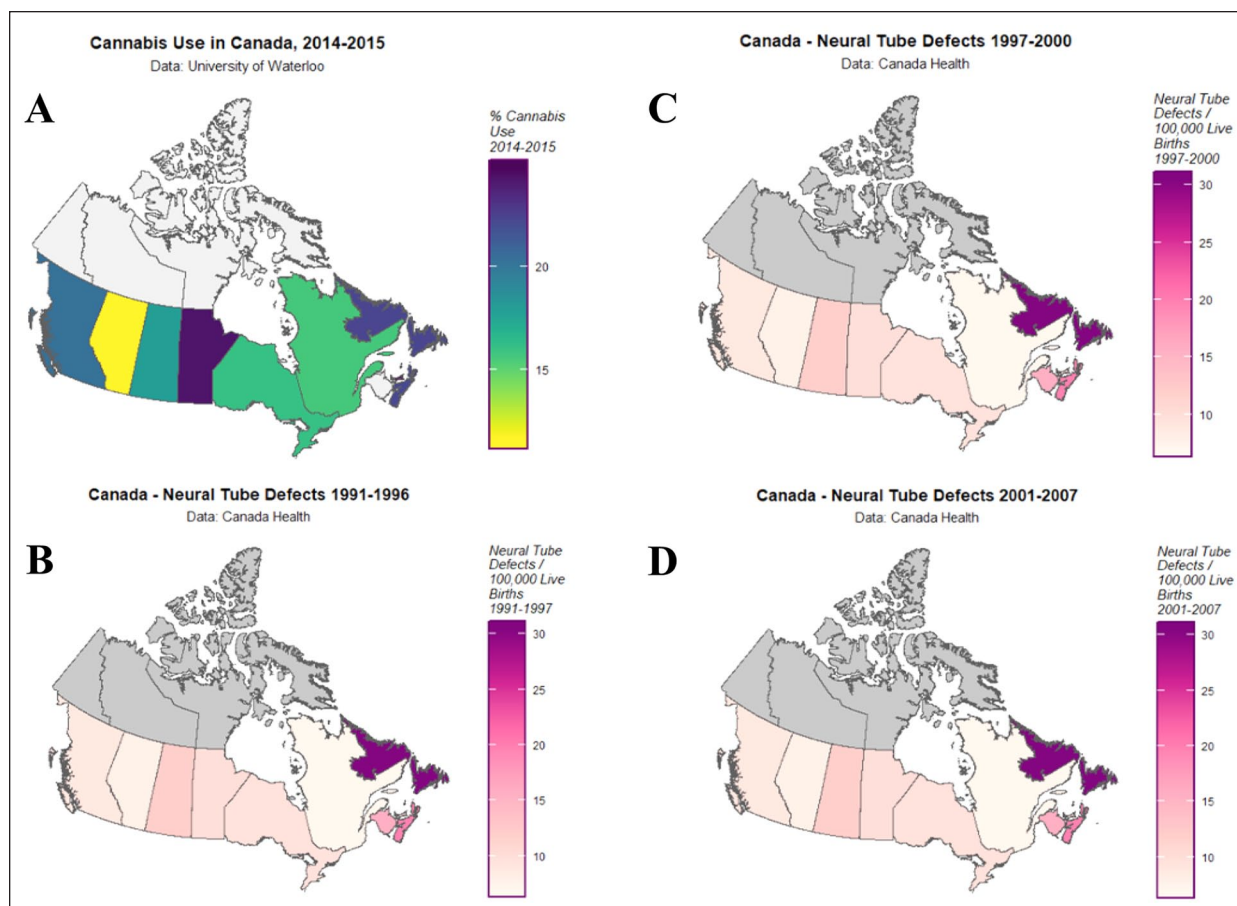 Cannabis Use in Canada, 2014-2015
Data: University of Waterloo
A
% Cannabis
Use
2014-2015
20
15
Canada - Neural Tube Defects 1997-2000
Data: Canada Health
C
Neural Tube
Defects /
100,000 Live
Births
1997-2000
30
25
20
15
10
Canada - Neural Tube Defects 1991-1996
Data: Canada Health
B
Neural Tube
Defects /
100,000 Live
Births
1991-1997
30
25
20
15
10
Canada - Neural Tube Defects 2001-2007
Data: Canada Health
D
Neural Tube
Defects /
100,000 Live
Births
2001-2007
30
25
20
15
10